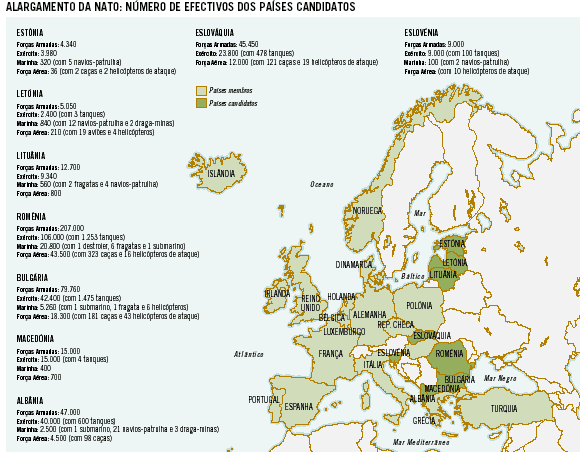 ALARGAMENTO DA NATO: NÚMERO DE EFECTIVOS DOS PAÍSES CANDIDATOS
ESTÓNIA
Forças Armadas: 4.340
Exército: 3.980
Marinha: 320 (com 5 navios-patrulha)
Força Aérea: 36 (com 2 caças e 2 helicópteros de ataque)
ESLOVÁQUIA
Forças Armadas: 45.450
Exército: 23.800 (com 478 tanques)
Força Aérea: 12.000 (com 121 caças e 19 helicópteros de ataque)
ESLOVÉNIA
Forças Armadas: 9.000
Exército: 9.000 (com 100 tanques)
Marinha: 100 (com 2 navios-patrulha)
Força Aérea: (com 10 helicópteros de ataque)
Países membros
Países candidatos
LETÓNIA
Forças Armadas: 5.050
Exército: 2.400 (com 3 tanques)
Marinha: 840 (com 12 navios-patrulha e 2 draga-minas)
Força Aérea: 210 (com 19 aviões e 4 helicópteros)
LITUÂNIA
Forças Armadas: 12.700
Exército: 9.340
Marinha: 560 (com 2 fragatas e 4 navios-patrulha)
Força Aérea: 800
ROMÉNIA
Forças Armadas: 207.000
Exército: 106.000 (com 1.253 tanques)
Marinha: 20.800 (com 1 destroier, 6 fragatas e 1 submarino)
Força Aérea: 43.500 (com 323 caças e 16 helicópteros de ataque)
BULGÁRIA
Forças Armadas: 79.760
Exército: 42.400 (com 1.475 tanques)
Marinha: 5.260 (com 1 submarino, 1 fragata e 6 helicópteros)
Força Aérea: 18.300 (com 181 caças e 43 helicópteros de ataque)
MACEDÓNIA
Forças Armadas: 15.000
Exército: 15.000 (com 4 tanques)
Marinha: 400
Força Aérea: 700
ALBÂNIA
Forças Armadas: 47.000
Exército: 40.000 (com 600 tanques)
Marinha: 2.500 (com 1 submarino, 21 navios-patrulha e 3 draga-minas)
Força Aérea: 4.500 (com 98 caças)
ISLÂNDIA
Oceano
NORUEGA
Mar
ESTÓNIA
DINAMARCA
LETÓNIA
Báltico
LITUÂNIA
IRLANDA
REINO
UNIDO
HOLANDA
POLÓNIA
BÉLGICA
ALEMANHA
REP. CHECA
LUXEMBURGO
ESLOVÁQUIA
Atlântico
FRANÇA
ESLOVÉNIA
ROMÉNIA
ITÁLIA
BULGÁRIA
Mar Negro
MACEDÓNIA
PORTUGAL
ESPANHA
ALBÂNIA
TURQUIA
GRÉCIA
Mar Mediterrâneo